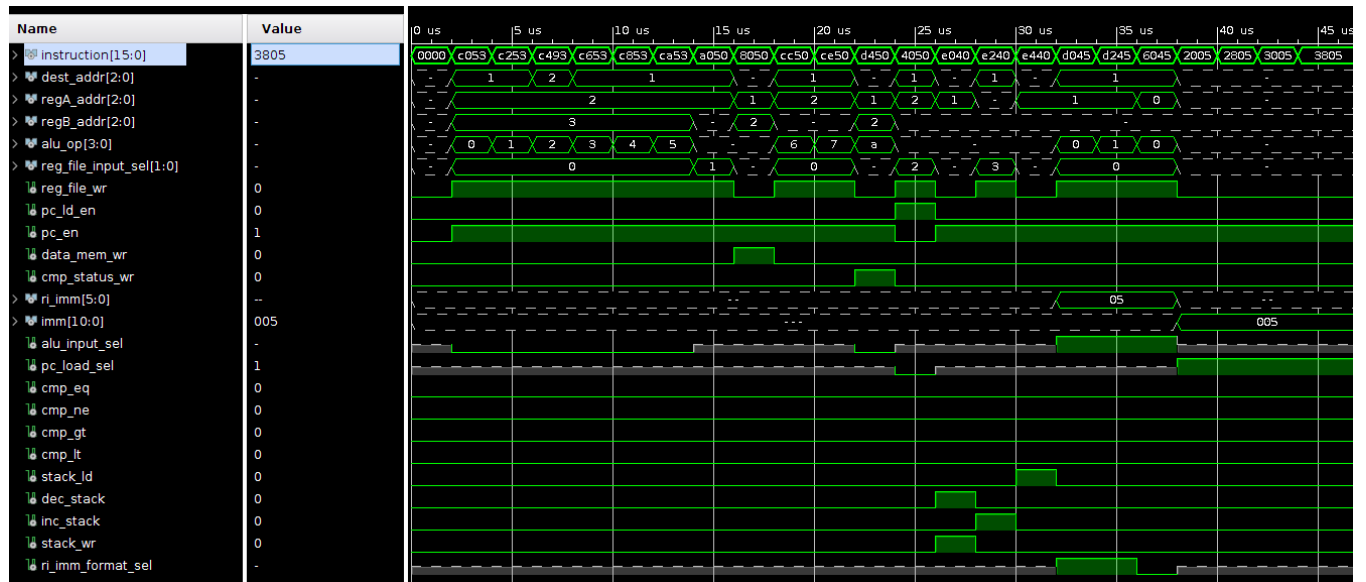 Name Value 0 us 5 us 10 us 15 us 20 us 25 us 30 us 35 us 40 us 45 us
instruction[15:0] 3805 0000 c053 c253 c493 c653 c853 ca53 a050 8050 cc50 ce50 d450 4050 e040 e240 e440 d045 d245 6045 2005 2805 3005 3805
dest_addr[2:0] - - 1 2 1 - 1 - 1 - 1 - 1 -
regA_addr[2:0] - - 2 1 2 1 2 1 - 1 0 -
regB_addr[2:0] - - 3 - 2 - 2 -
alu_op[3:0] - - 0 1 2 3 4 5 - 6 7 a - 0 1 0 -
reg_file_input_sel[1:0] - - 0 1 - 0 - 2 - 3 - 0 -
reg_file_wr 0
pc_ld_en 0
pc_en 1
data_mem_wr 0
cmp_status_wr 0
ri_imm[5:0] -- -- 05 --
imm[10:0] 005 --- 005
alu_input_sel -
pc_load_sel 1
cmp_eq 0
cmp_ne 0
cmp_gt 0
cmp_lt 0
stack_ld 0
dec_stack 0
inc_stack 0
stack_wr 0
ri_imm_format_sel -